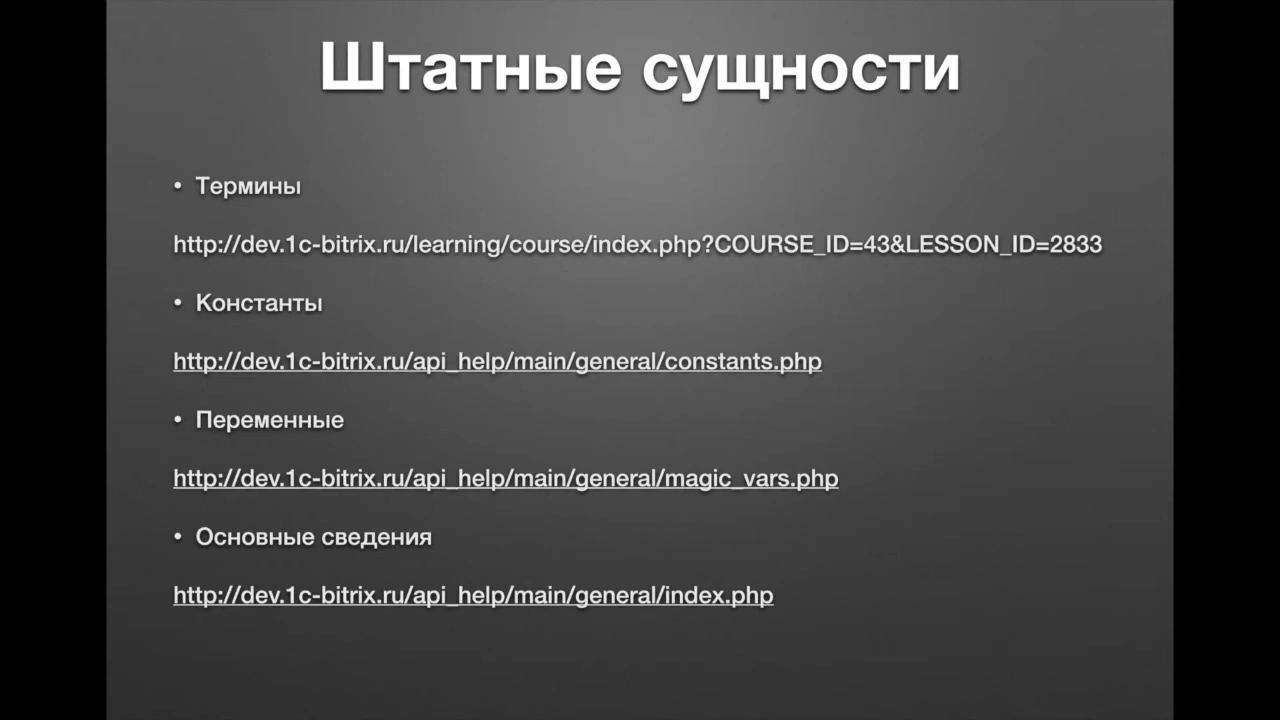 Штатные сущности
• Термины
http://dev.1c-bitrix.ru/learning/course/index.php?COURSE_ID=43&LESSON_ID=2833
• Константы
http://dev.1c-bitrix.ru/api_help/main/general/constants.php
• Переменные
http://dev.1c-bitrix.ru/api_help/main/general/magic_vars.php
• Основные сведения
http://dev.1c-bitrix.ru/api_help/main/general/index.php